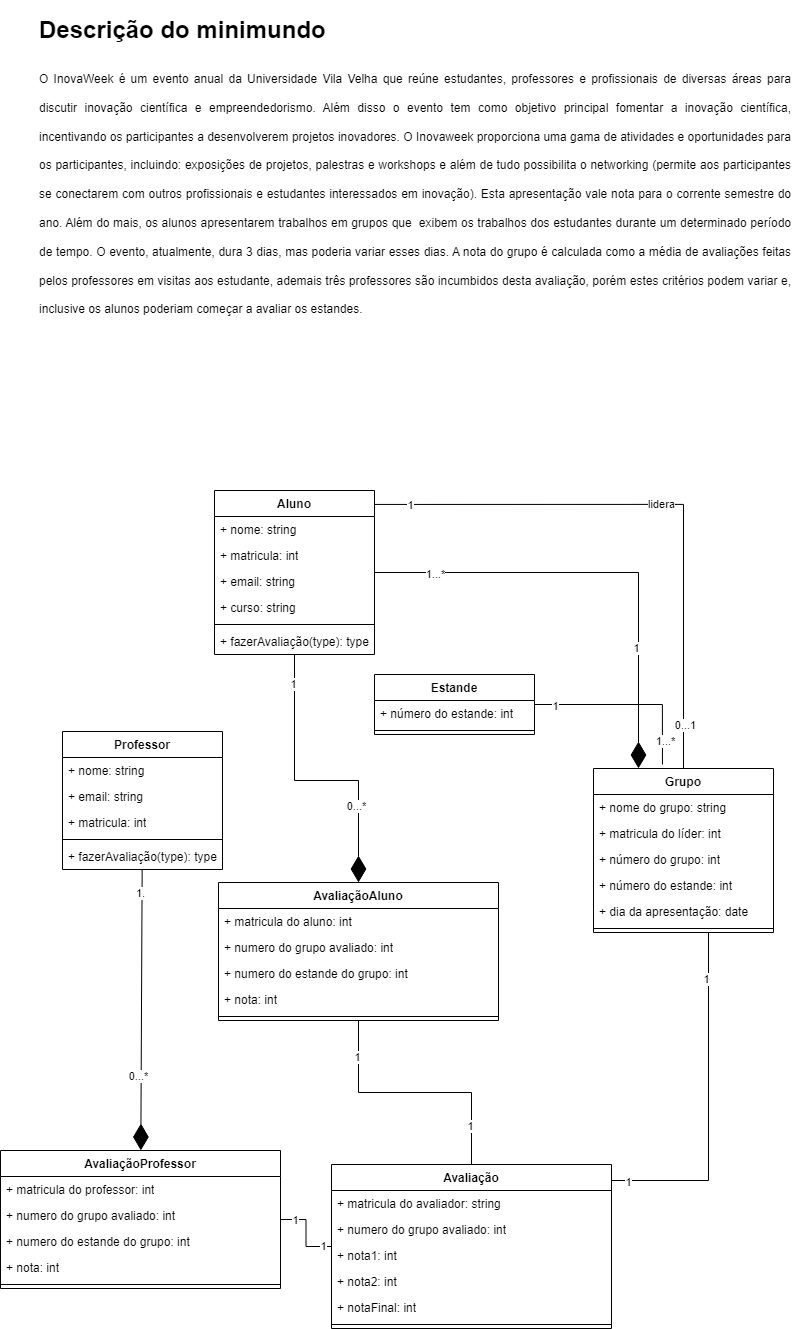 Descrição do minimundo
O InovaWeek é um evento anual da Universidade Vila Velha que reúne estudantes, professores e profissionais de diversas áreas para
discutir inovação científica e empreendedorismo. Além disso o evento tem como objetivo principal fomentar a inovação científica,
incentivando os participantes a desenvolverem projetos inovadores. O Inovaweek proporciona uma gama de atividades e oportunidades para
os participantes, incluindo: exposições de projetos, palestras e workshops e além de tudo possibilita o networking (permite aos participantes
se conectarem com outros profissionais e estudantes interessados em inovação). Esta apresentação vale nota para o corrente semestre do
ano. Além do mais, os alunos apresentarem trabalhos em grupos que exibem os trabalhos dos estudantes durante um determinado período
de tempo. O evento, atualmente, dura 3 dias, mas poderia variar esses dias. A nota do grupo é calculada como a média de avaliações feitas
pelos professores em visitas aos estudante, ademais três professores são incumbidos desta avaliação, porém estes critérios podem variar e,
inclusive os alunos poderiam começar a avaliar os estandes.
Aluno
+ nome: string
+ matricula: int
+ email: string
+ curso: string
+ fazerAvaliação(type): type
1
lidera
0...1
1...*
1
1
Estande
+ número do estande: int
1
1...*
Professor
+ nome: string
+ email: string
+ matricula: int
+ fazerAvaliação(type): type
1.
0...*
Grupo
+ nome do grupo: string
+ matricula do líder: int
+ número do grupo: int
+ número do estande: int
+ dia da apresentação: date
1
1
0...*
AvaliaçãoAluno
+ matricula do aluno: int
+ numero do grupo avaliado: int
+ numero do estande do grupo: int
+ nota: int
1
1
AvaliaçãoProfessor
+ matricula do professor: int
+ numero do grupo avaliado: int
+ numero do estande do grupo: int
+ nota: int
1
1
Avaliação
+ matricula do avaliador: string
+ numero do grupo avaliado: int
+ nota1: int
+ nota2: int
+ notaFinal: int